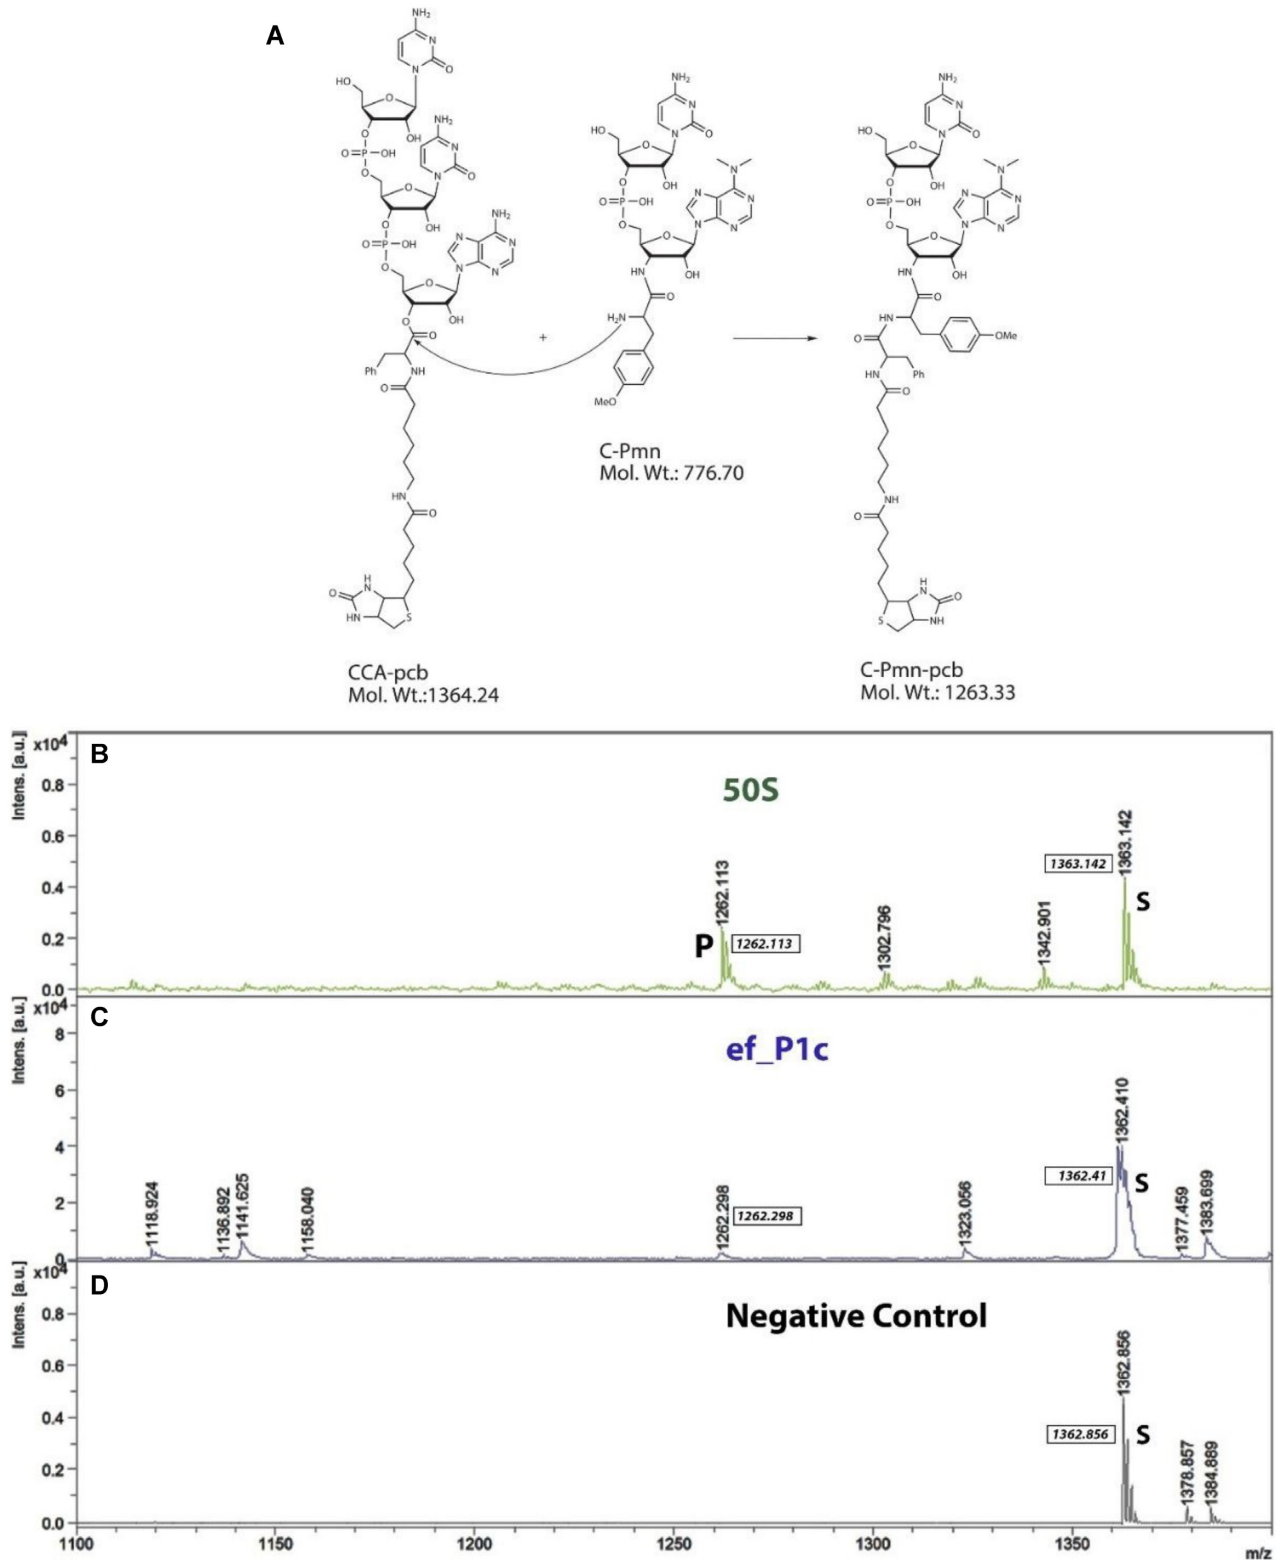 A
NH₂
N
N
O
HO
O
OH
O
O=P—OH
O
NH₂
N
N
O
O
OH
O
O=P—OH
O
NH₂
N
N
N
N
O
OH
O
O
Ph
NH
O
HN
O
H
N
O
HN
S
CCA-pcb
Mol. Wt.:1364.24
+
NH₂
N
N
O
HO
O
OH
O
O=P—OH
O
N
N
N
N
N
O
OH
HN
O
H₂N
MeO
C-Pmn
Mol. Wt.: 776.70
NH₂
N
N
O
HO
O
OH
O
O=P—OH
O
N
N
N
N
N
O
OH
HN
O
HN
OMe
O
HN
Ph
O
HN
O
H
N
O
NH
S
C-Pmn-pcb
Mol. Wt.: 1263.33
Intens. [a.u.]
x10⁴
B
50S
0.8
0.6
0.4
0.2
0.0
P
1262.113
1262.113
1302.796
1342.901
1363.142
1363.142
S
Intens. [a.u.]
x10⁴
C
ef_P1c
8
6
4
2
0
1118.924
1136.892
1141.625
1158.040
1262.298
1262.298
1323.056
1362.41
1362.410
S
1377.459
1383.699
Intens. [a.u.]
x10⁴
D
Negative Control
0.8
0.6
0.4
0.2
0.0
1362.856
1362.856
S
1378.857
1384.889
1100
1150
1200
1250
1300
1350
m/z